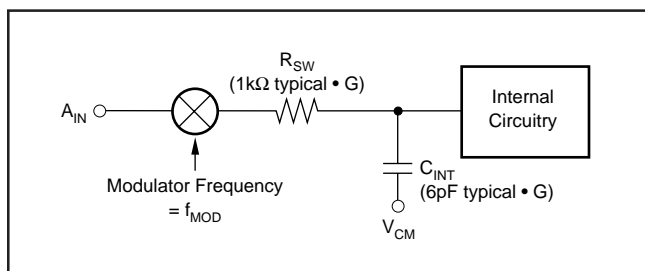 R_SW
(1kΩ typical • G)
A_IN
Internal
Circuitry
Modulator Frequency
= f_MOD
C_INT
(6pF typical • G)
V_CM